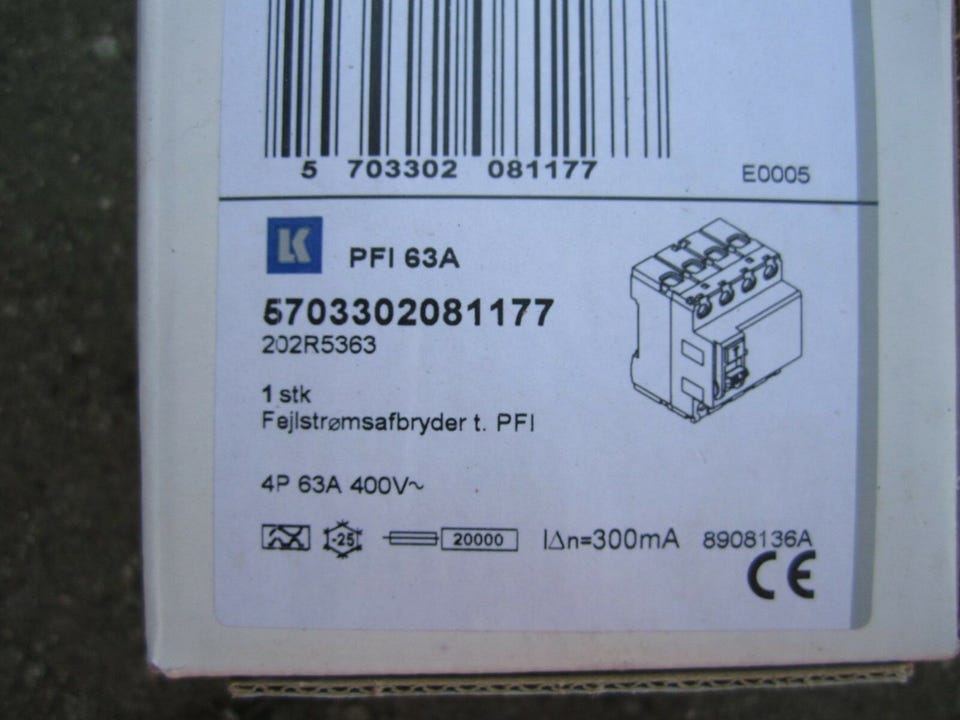 5 703302 081177
E0005
LK
PFI 63A
5703302081177
202R5363
1 stk
Fejlstrømsafbryder t. PFI
4P 63A 400V~
-25
20000
IΔn=300mA
8908136A
CE